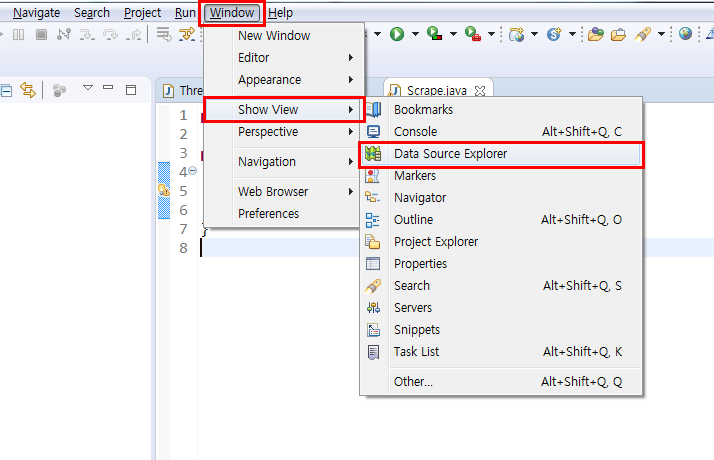 Navigate Search Project Run Window Help
New Window
Editor
Appearance
Show View
Perspective
Navigation
Web Browser
Preferences
Thre
Scrape.java
1
2
3
4
5
6
7 }
8
Bookmarks
Console Alt+Shift+Q, C
Data Source Explorer
Markers
Navigator
Outline Alt+Shift+Q, O
Project Explorer
Properties
Search Alt+Shift+Q, S
Servers
Snippets
Task List Alt+Shift+Q, K
Other... Alt+Shift+Q, Q